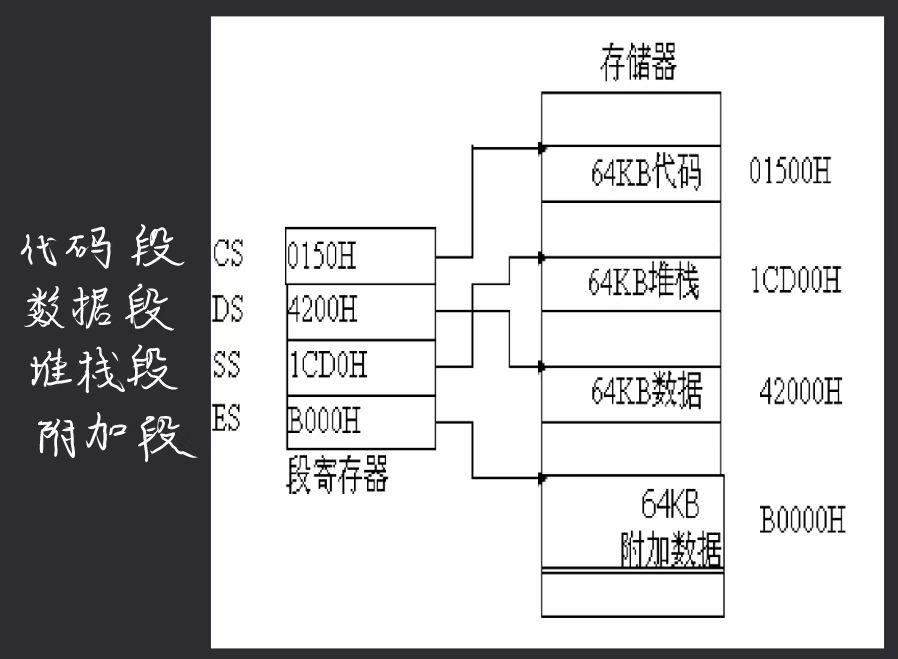 存储器
64KB代码 01500H
代码段 CS 0150H
64KB堆栈 1CD00H
数据段 DS 4200H
堆栈段 SS 1CD0H
64KB数据 42000H
附加段 ES B000H
段寄存器
64KB
附加数据 B0000H